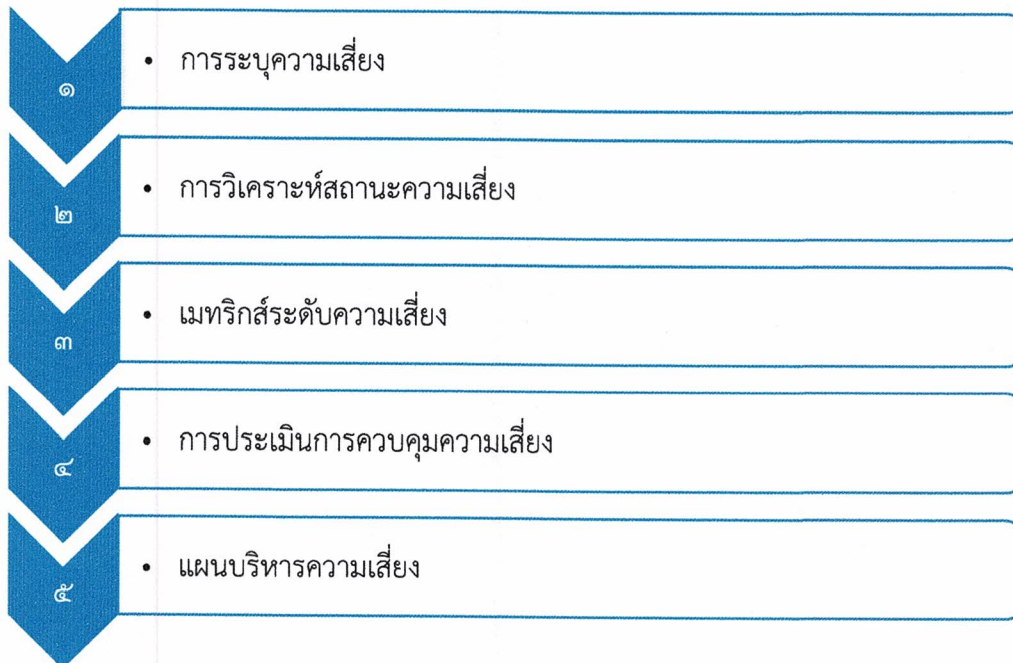 ๑
• การระบุความเสี่ยง
๒
• การวิเคราะห์สถานะความเสี่ยง
๓
• เมทริกส์ระดับความเสี่ยง
๔
• การประเมินการควบคุมความเสี่ยง
๕
• แผนบริหารความเสี่ยง